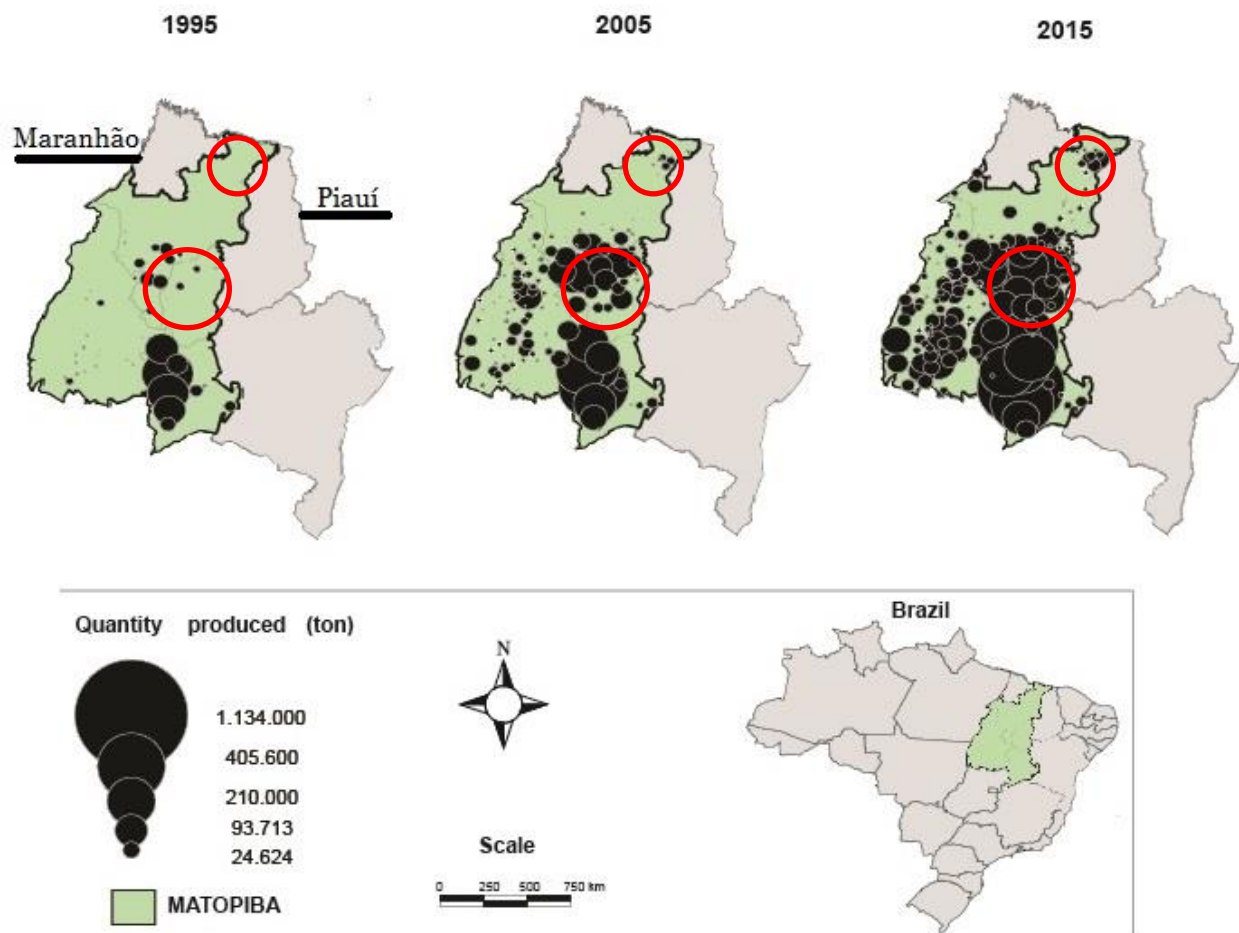 1995 2005 2015
Maranhão
Piauí
Quantity produced (ton)
1.134.000
405.600
210.000
93.713
24.624
MATOPIBA
N
Scale
0 250 500 750 km
Brazil